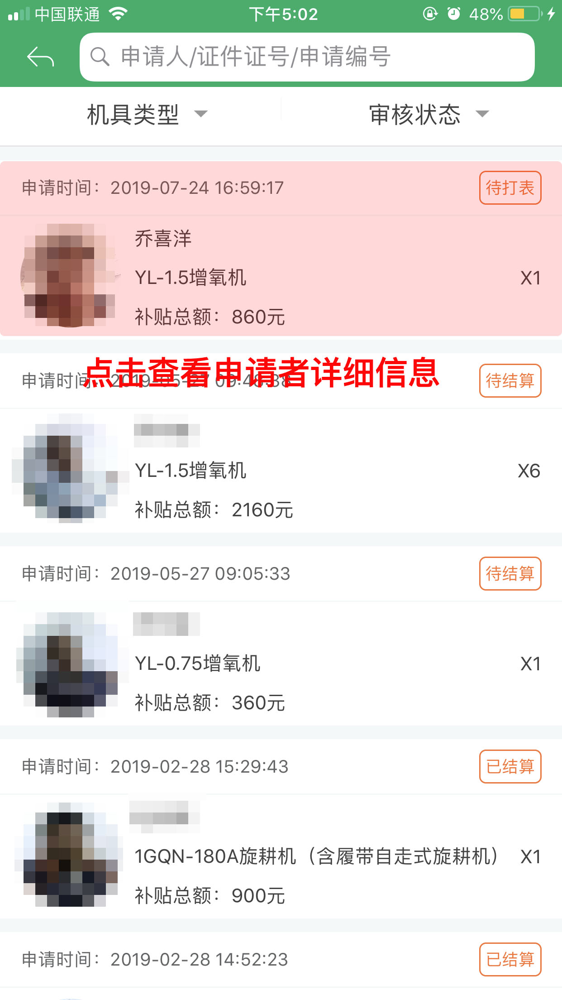 中国联通 下午5:02 48%
申请人/证件证号/申请编号
机具类型 审核状态
申请时间：2019-07-24 16:59:17 待打表
乔喜洋
YL-1.5增氧机 X1
补贴总额：860元
点击查看申请者详细信息
申请时间：2019-05-27 09:48:38 待结算
YL-1.5增氧机 X6
补贴总额：2160元
申请时间：2019-05-27 09:05:33 待结算
YL-0.75增氧机 X1
补贴总额：360元
申请时间：2019-02-28 15:29:43 已结算
1GQN-180A旋耕机（含履带自走式旋耕机） X1
补贴总额：900元
申请时间：2019-02-28 14:52:23 已结算